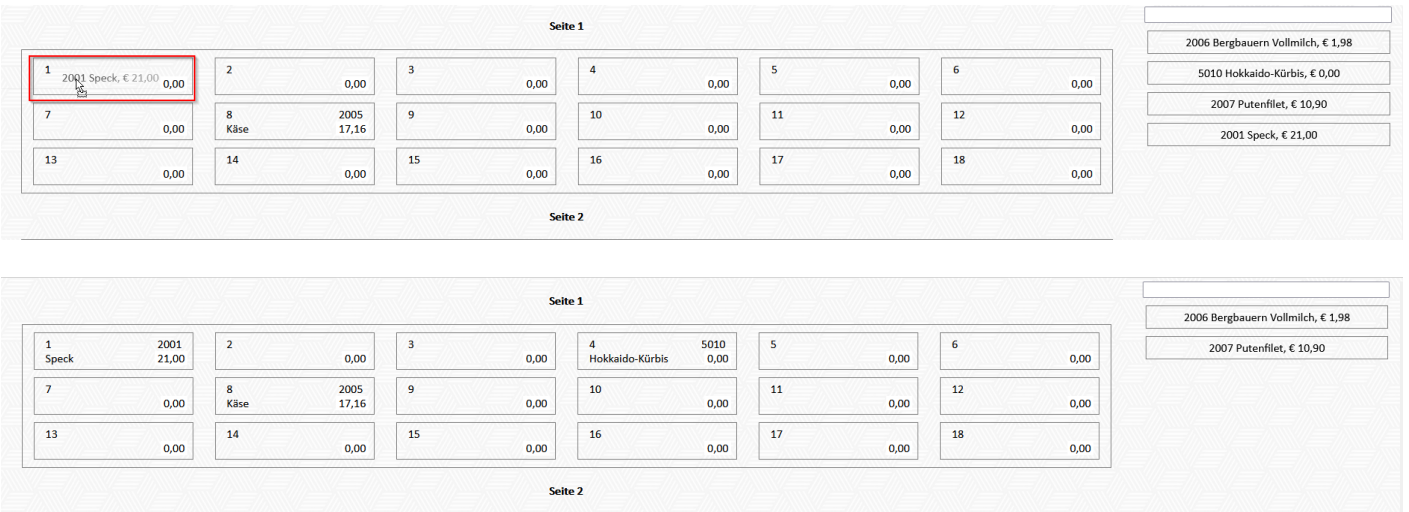 Seite 1
1 2001 Speck, € 21,00 0,00
2 0,00
3 0,00
4 0,00
5 0,00
6 0,00
7 0,00
8 2005
Käse 17,16
9 0,00
10 0,00
11 0,00
12 0,00
13 0,00
14 0,00
15 0,00
16 0,00
17 0,00
18 0,00
Seite 2
2006 Bergbauern Vollmilch, € 1,98
5010 Hokkaido-Kürbis, € 0,00
2007 Putenfilet, € 10,90
2001 Speck, € 21,00
Seite 1
1 2001
Speck 21,00
2 0,00
3 0,00
4 5010
Hokkaido-Kürbis 0,00
5 0,00
6 0,00
7 0,00
8 2005
Käse 17,16
9 0,00
10 0,00
11 0,00
12 0,00
13 0,00
14 0,00
15 0,00
16 0,00
17 0,00
18 0,00
Seite 2
2006 Bergbauern Vollmilch, € 1,98
2007 Putenfilet, € 10,90